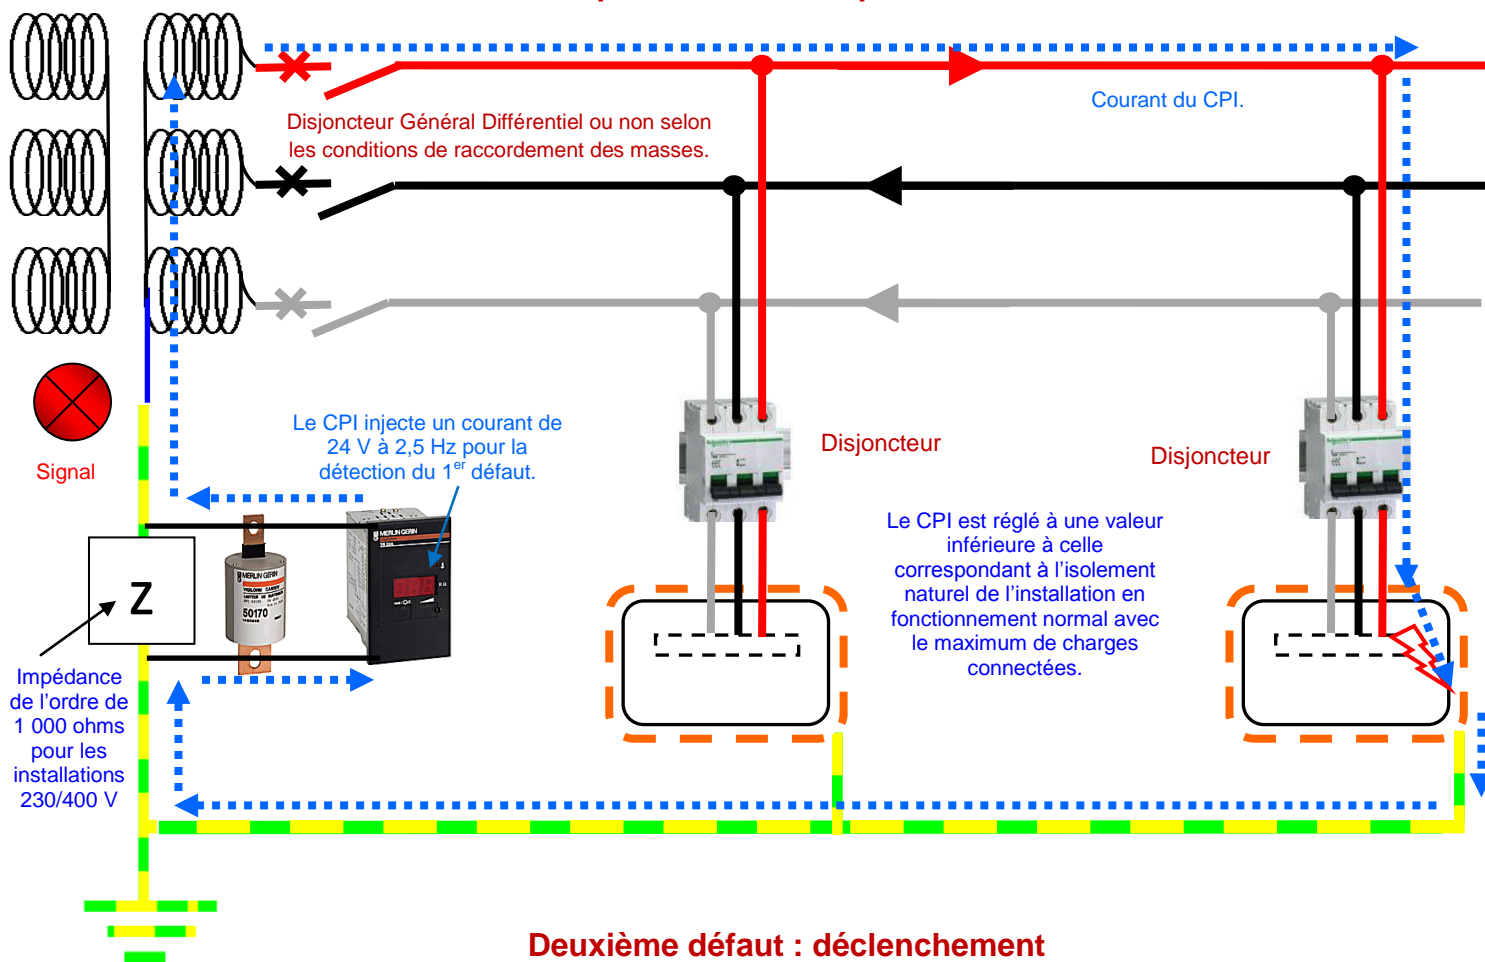 Disjoncteur Général Différentiel ou non selon
les conditions de raccordement des masses.
Courant du CPI.
Signal
Le CPI injecte un courant de
24 V à 2,5 Hz pour la
détection du 1er défaut.
Disjoncteur
Disjoncteur
Le CPI est réglé à une valeur
inférieure à celle
correspondant à l'isolement
naturel de l'installation en
fonctionnement normal avec
le maximum de charges
connectées.
MERLIN GERIN
MERLIN GERIN
50170
KΩ
Z
Impédance
de l'ordre de
1 000 ohms
pour les
installations
230/400 V
Deuxième défaut : déclenchement